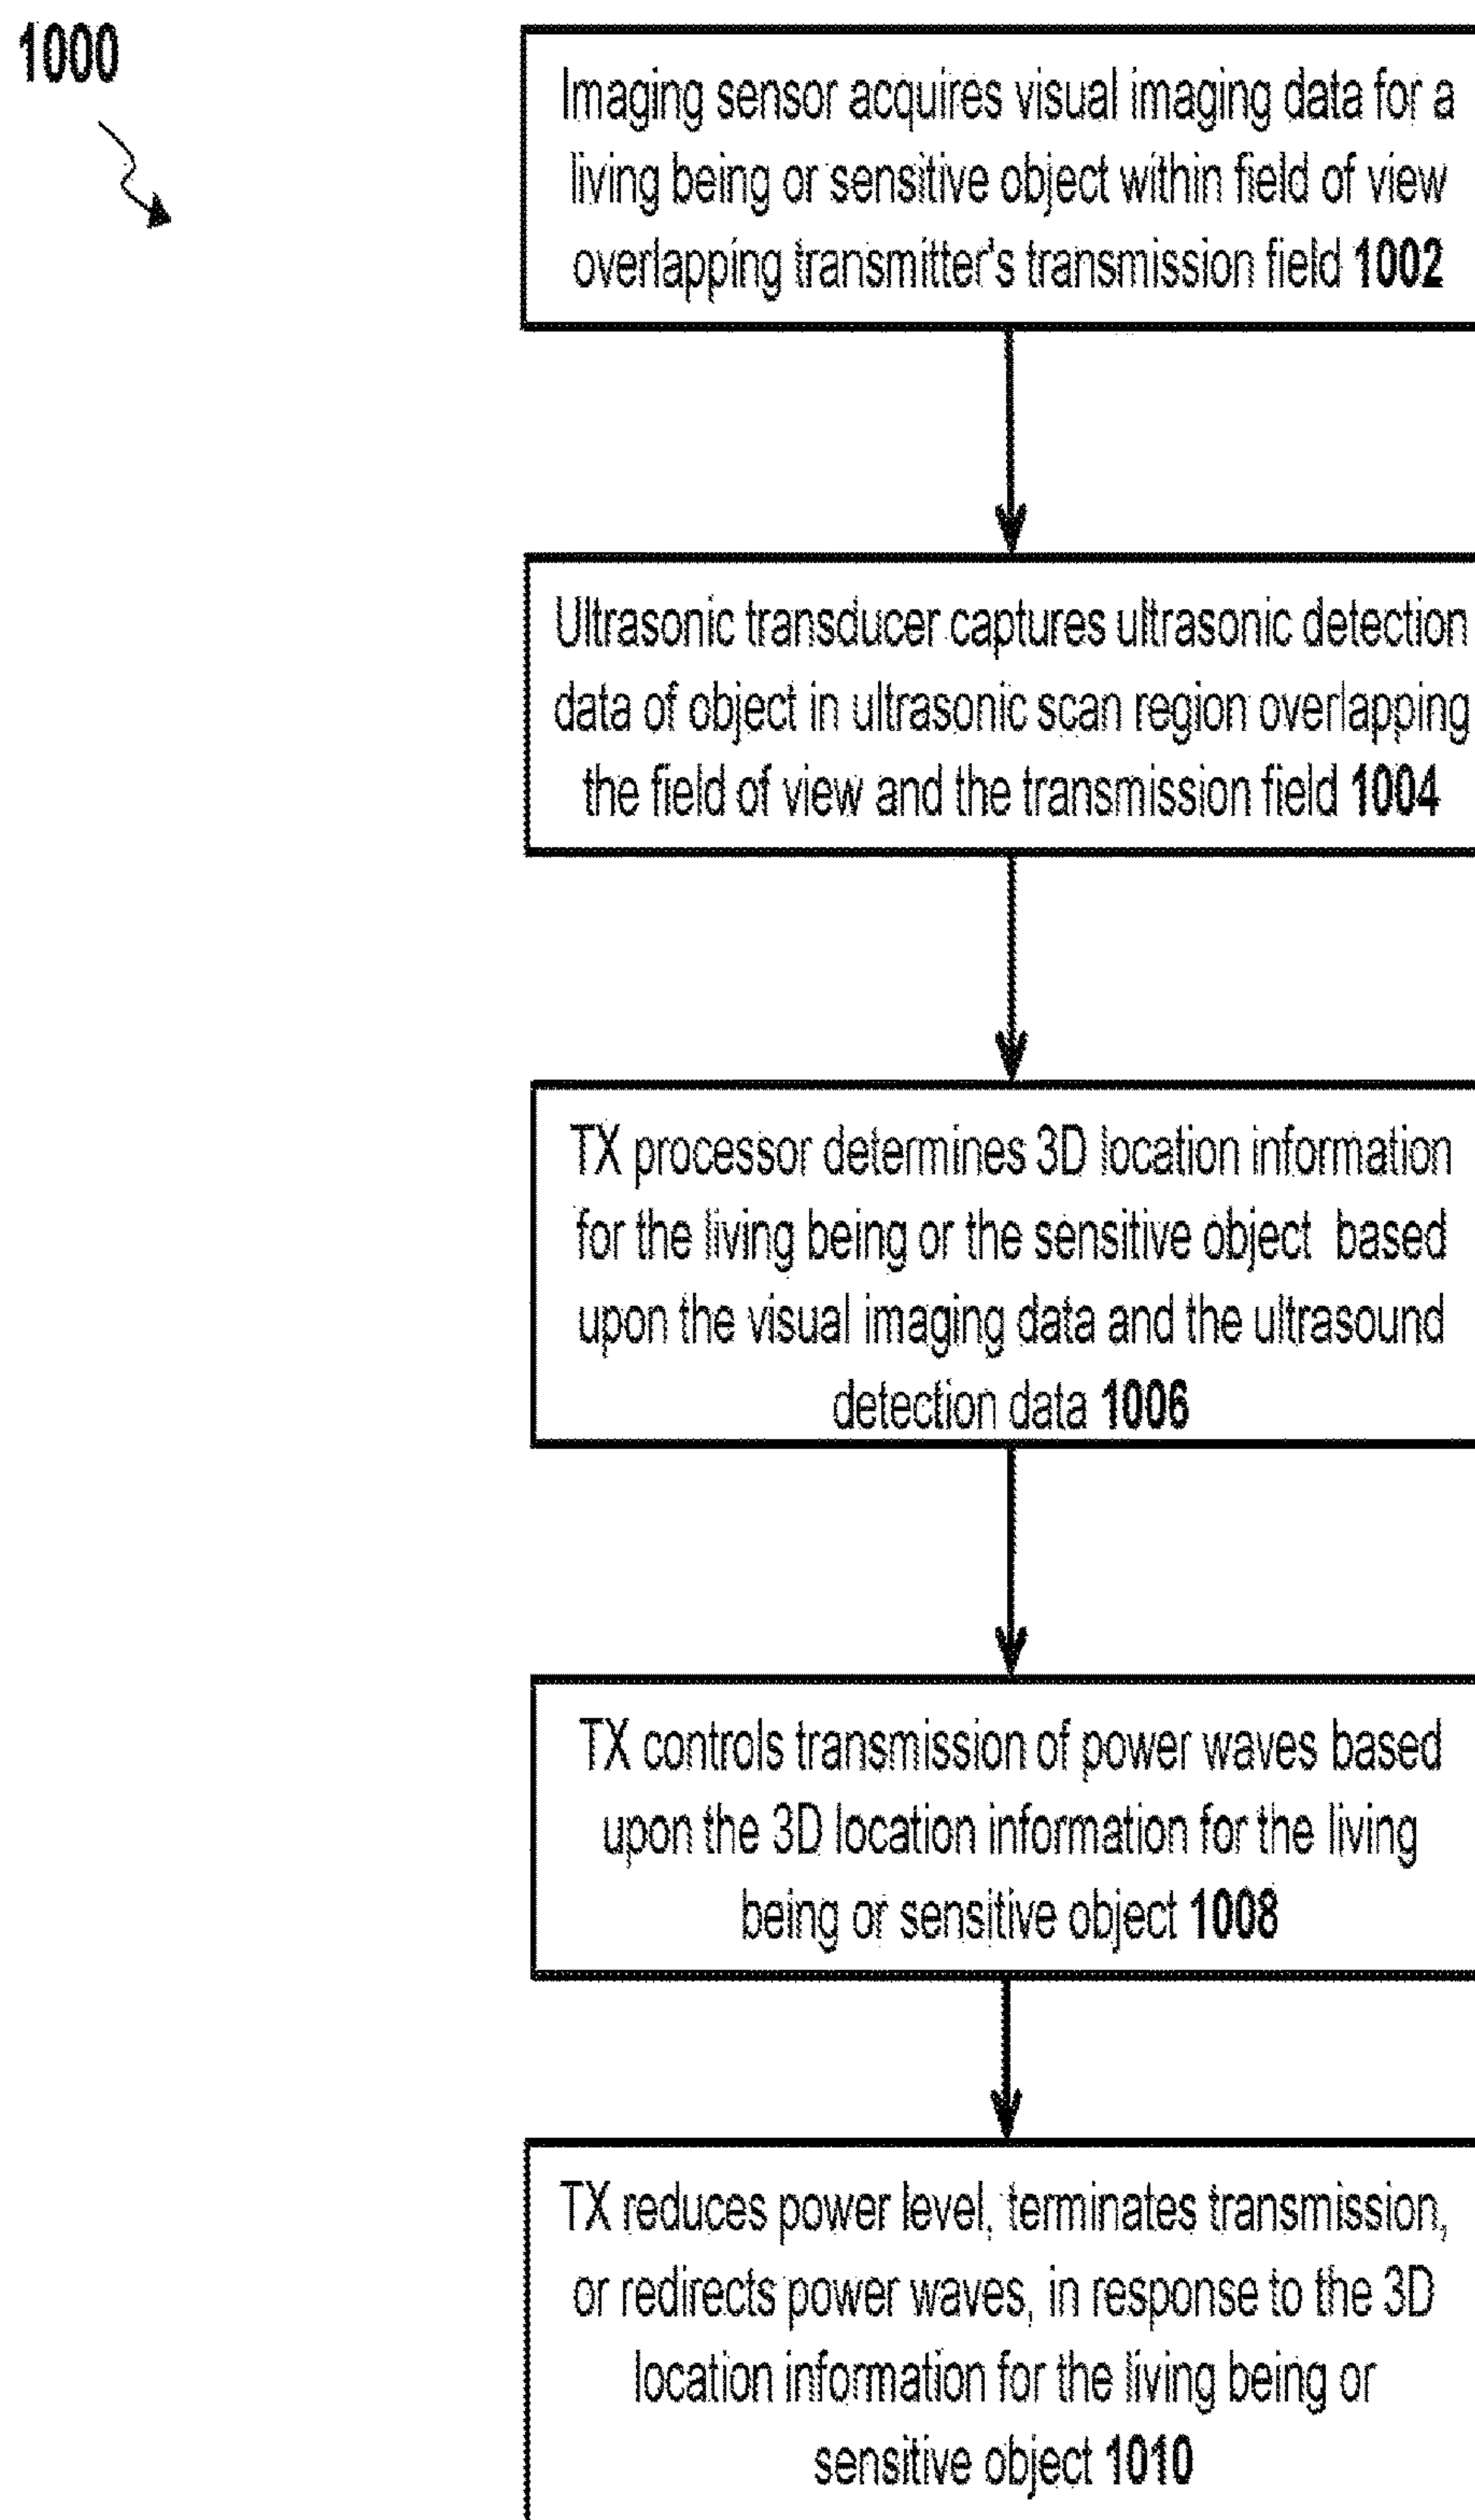 1000
Imaging sensor acquires visual imaging data for a
living being or sensitive object within field of view
overlapping transmitter's transmission field 1002
Ultrasonic transducer captures ultrasonic detection
data of object in ultrasonic scan region overlapping
the field of view and the transmission field 1004
TX processor determines 3D location information
for the living being or the sensitive object based
upon the visual imaging data and the ultrasound
detection data 1006
TX controls transmission of power waves based
upon the 3D location information for the living
being or sensitive object 1008
TX reduces power level, terminates transmission,
or redirects power waves, in response to the 3D
location information for the living being or
sensitive object 1010